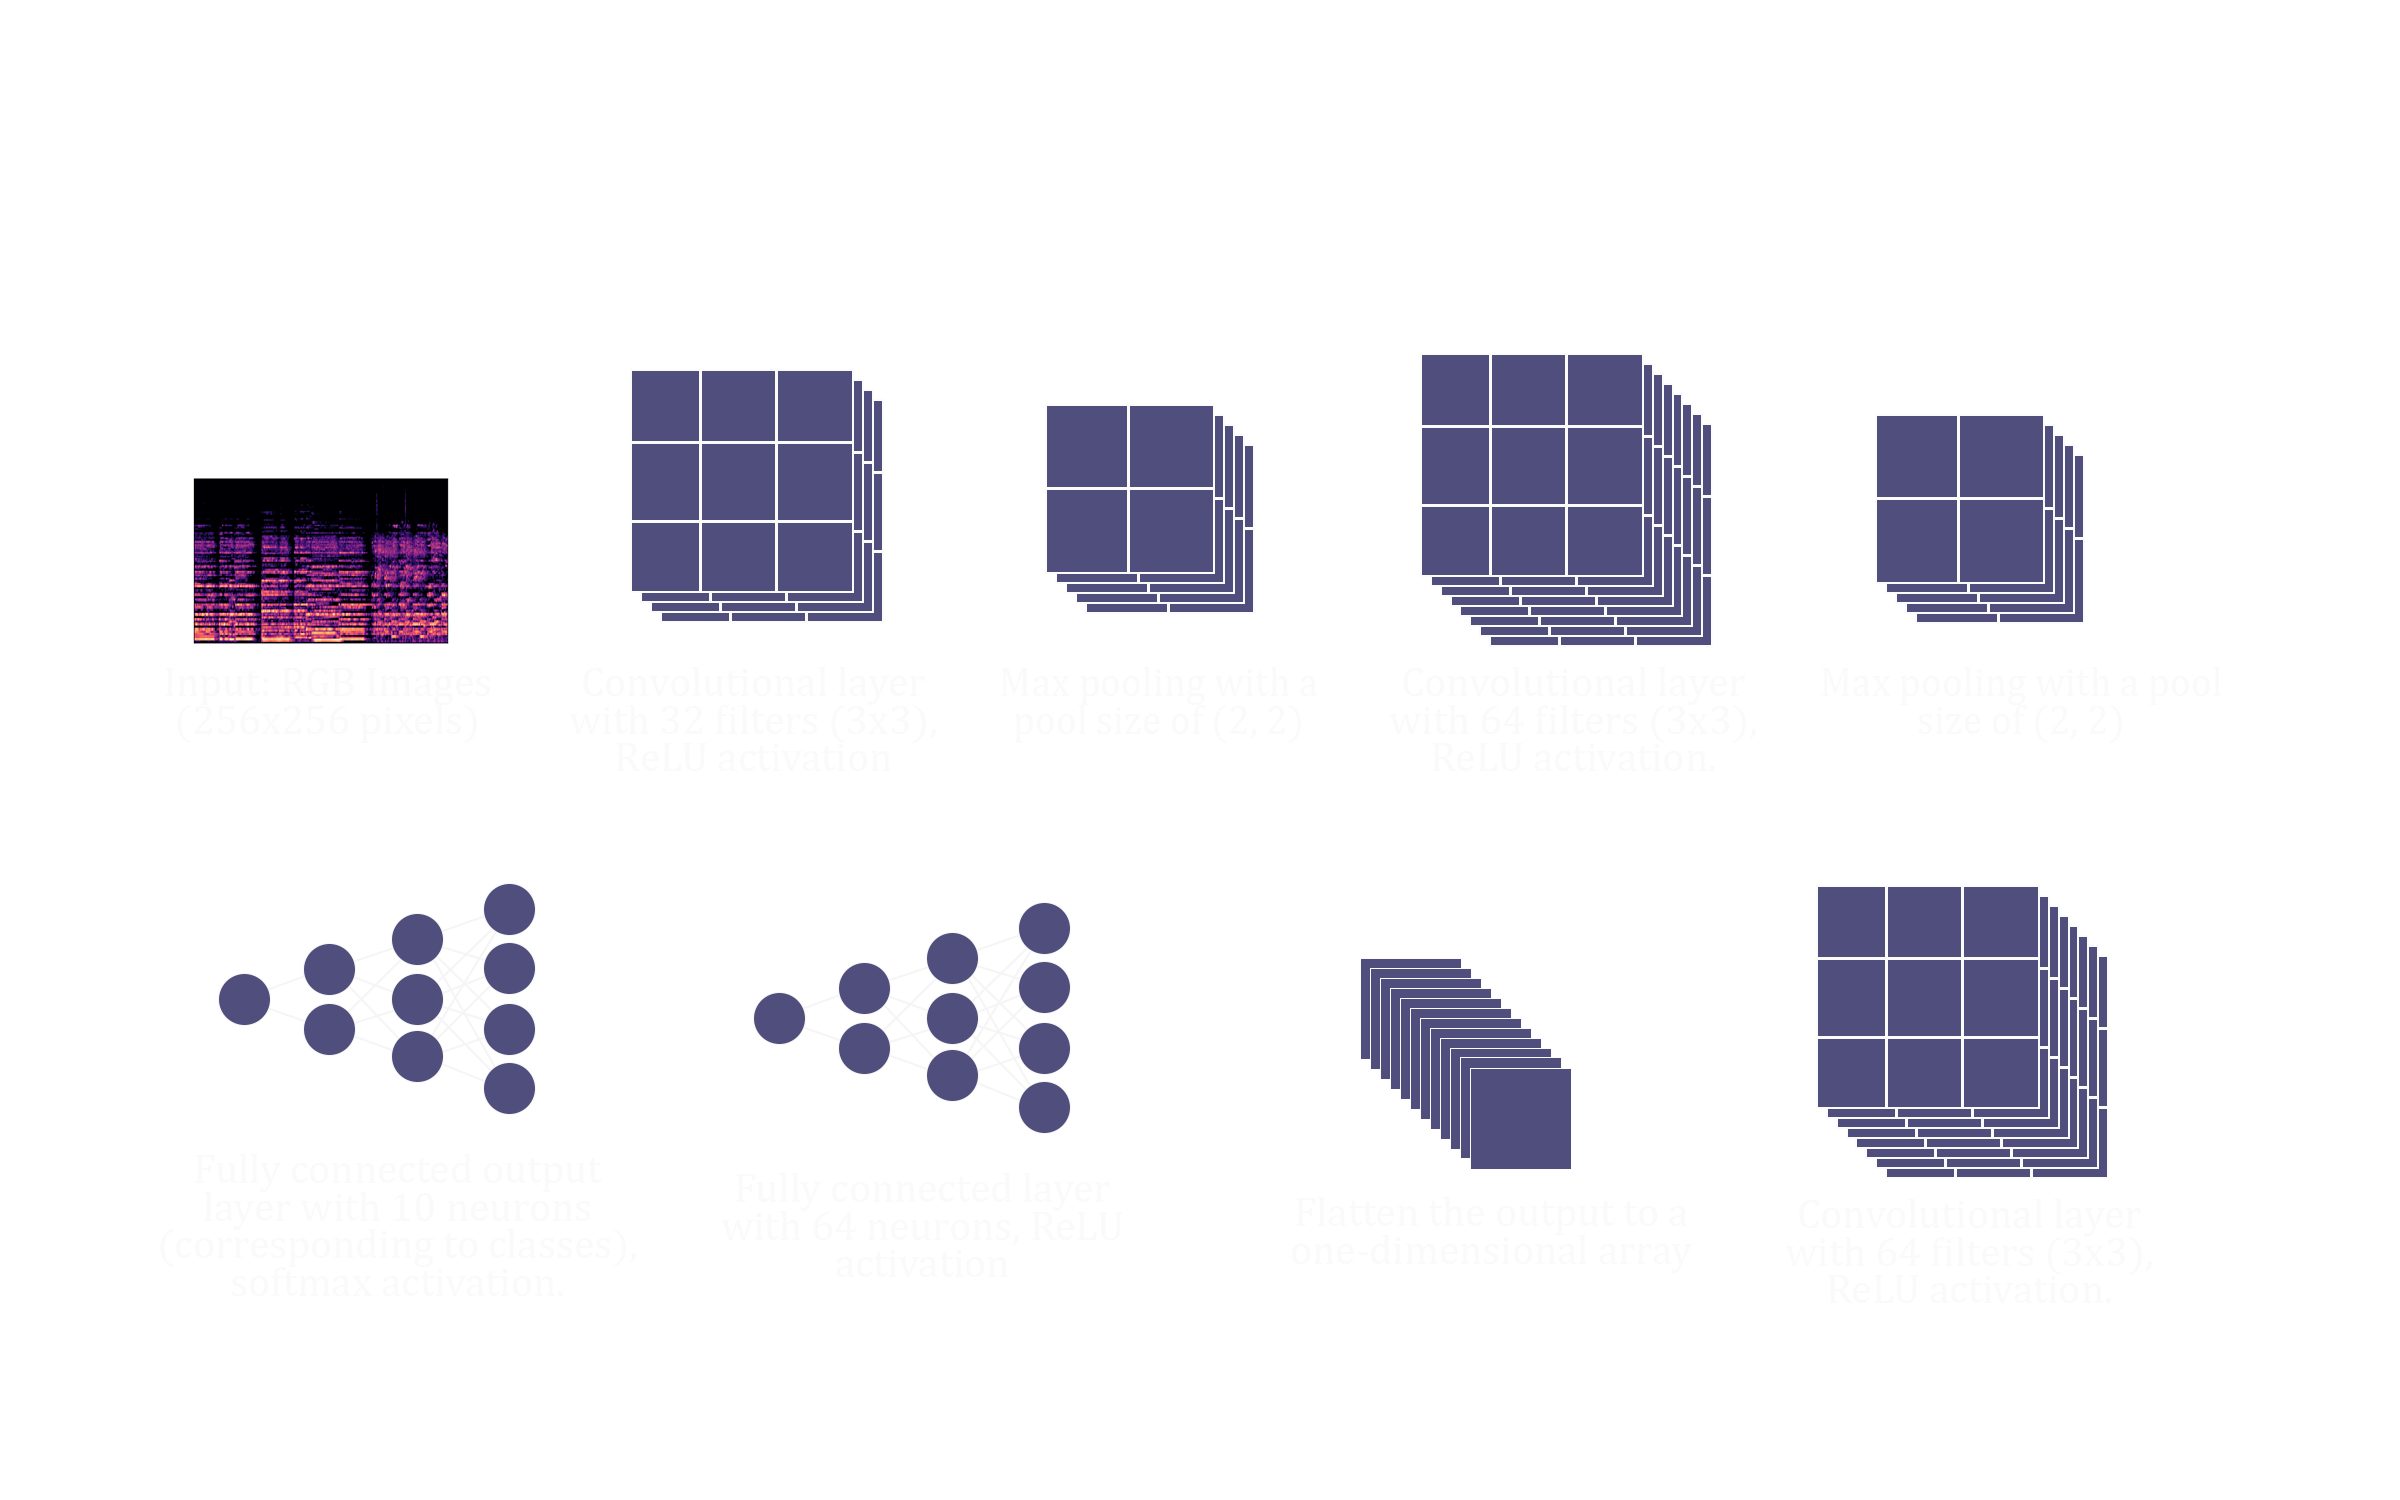 Input: RGB Images
(256x256 pixels)
Convolutional layer
with 32 filters (3x3),
ReLU activation
Max pooling with a
pool size of (2, 2)
Convolutional layer
with 64 filters (3x3),
ReLU activation.
Max pooling with a pool
size of (2, 2)
Fully connected output
layer with 10 neurons
(corresponding to classes),
softmax activation.
Fully connected layer
with 64 neurons, ReLU
activation
Flatten the output to a
one-dimensional array
Convolutional layer
with 64 filters (3x3),
ReLU activation.